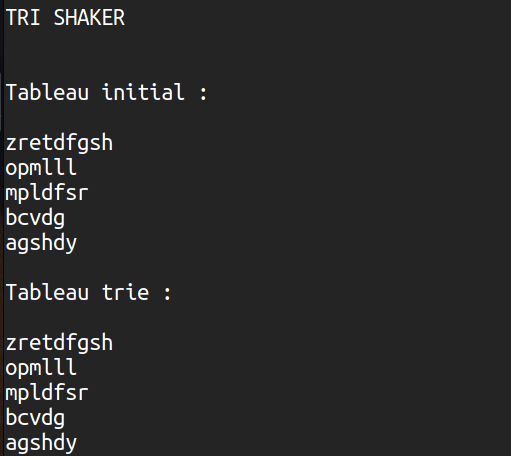 TRI SHAKER
Tableau initial :
zretdfgsh
opmlll
mpldfsr
bcvdg
agshdy
Tableau trie :
zretdfgsh
opmlll
mpldfsr
bcvdg
agshdy